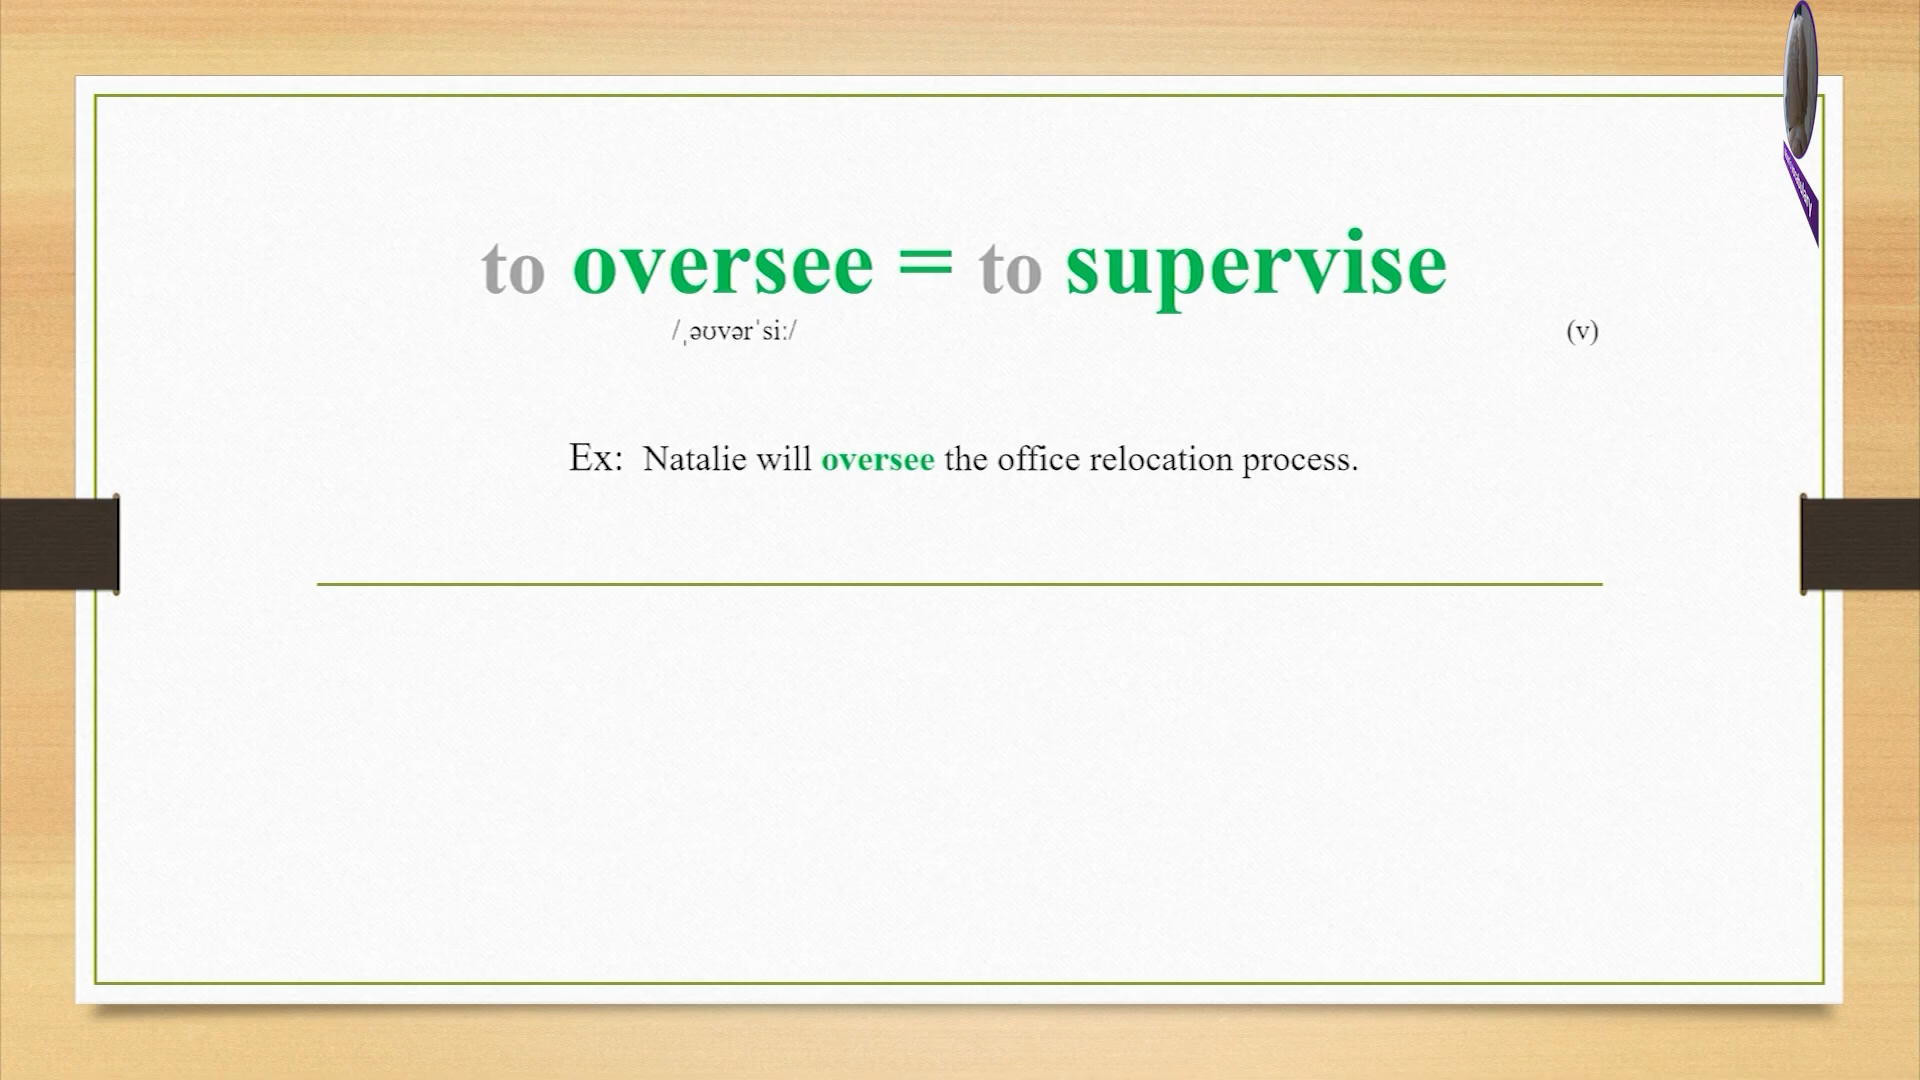 to oversee = to supervise
/ˌəʊvərˈsiː/ (v)
Ex: Natalie will oversee the office relocation process.